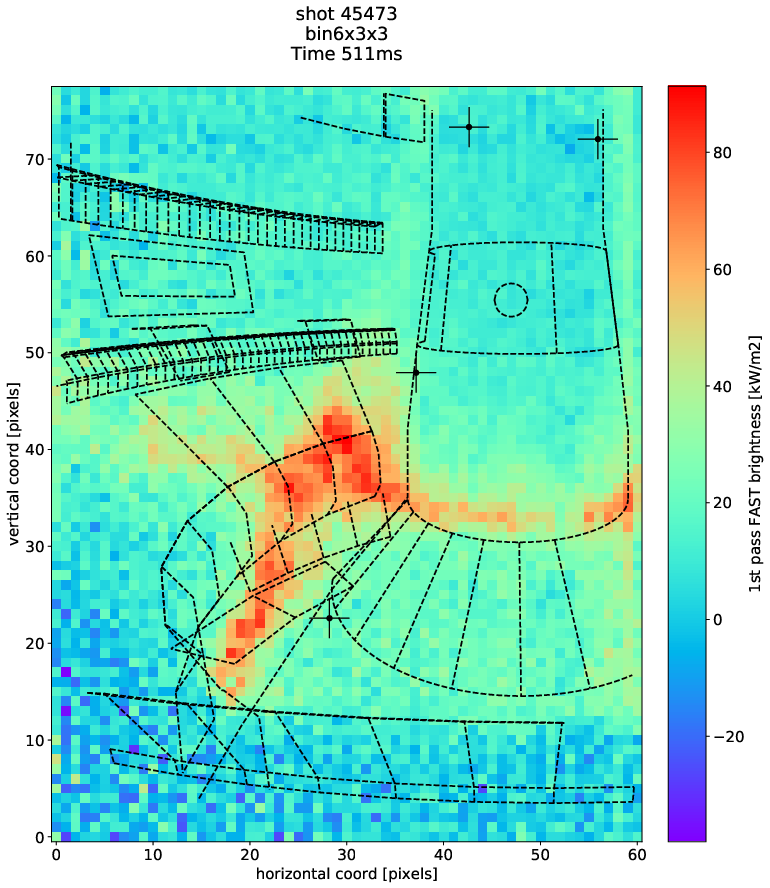 shot 45473
bin6x3x3
Time 511ms
70
60
50
40
30
20
10
0
vertical coord [pixels]
0 10 20 30 40 50 60
horizontal coord [pixels]
80
60
40
20
0
−20
1st pass FAST brightness [kW/m2]